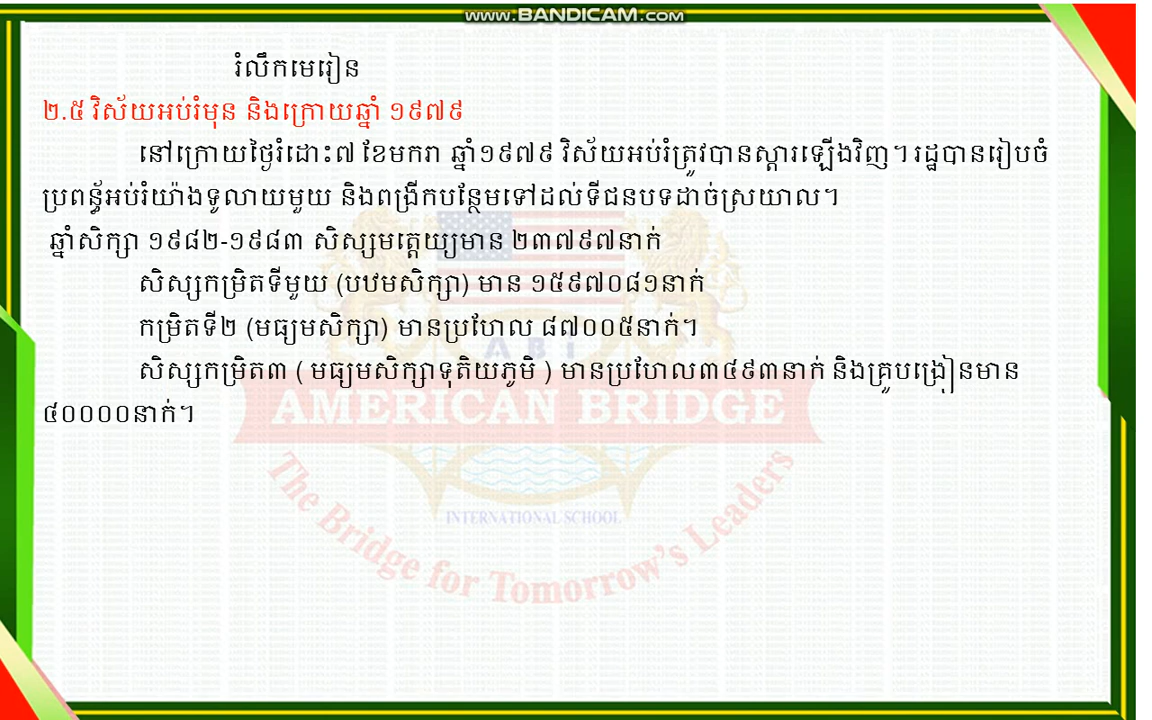 www.BANDICAM.com
រំលឹកមេរៀន
២.៥ វិស័យអប់រំមុន និងក្រោយឆ្នាំ ១៩៧៩
នៅក្រោយថ្ងៃរំដោះ៧ ខែមករា ឆ្នាំ១៩៧៩ វិស័យអប់រំត្រូវបានស្តារឡើងវិញ។ រដ្ឋបានរៀបចំ
ប្រពន្ធ័អប់រំយ៉ាងទូលាយមួយ និងពង្រីកបន្ថែមទៅដល់ទីជនបទដាច់ស្រយាល។
ឆ្នាំសិក្សា ១៩៨២-១៩៨៣ សិស្សមត្តេយ្យមាន ២៣៧៩៧នាក់
សិស្សកម្រិតទីមួយ (បឋមសិក្សា) មាន ១៥៩៧០៨១នាក់
កម្រិតទី២ (មធ្យមសិក្សា) មានប្រហែល ៨៧០០៥នាក់។
សិស្សកម្រិត៣ ( មធ្យមសិក្សាទុតិយភូមិ ) មានប្រហែល៣៤៩៣នាក់ និងគ្រូបង្រៀនមាន
៤០០០០នាក់។
ABI
AMERICAN BRIDGE
INTERNATIONAL SCHOOL
The Bridge for Tomorrow's Leaders